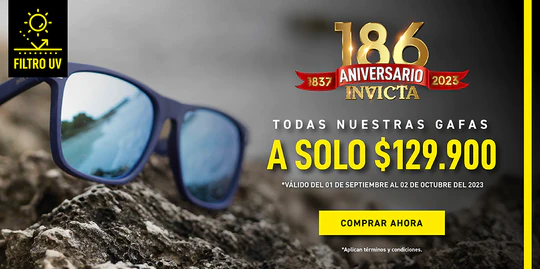 FILTRO UV
186
1837 ANIVERSARIO 2023
INVICTA
TODAS NUESTRAS GAFAS
A SOLO $129.900
*VÁLIDO DEL 01 DE SEPTIEMBRE AL 02 DE OCTUBRE DEL 2023
COMPRAR AHORA
*Aplican términos y condiciones.